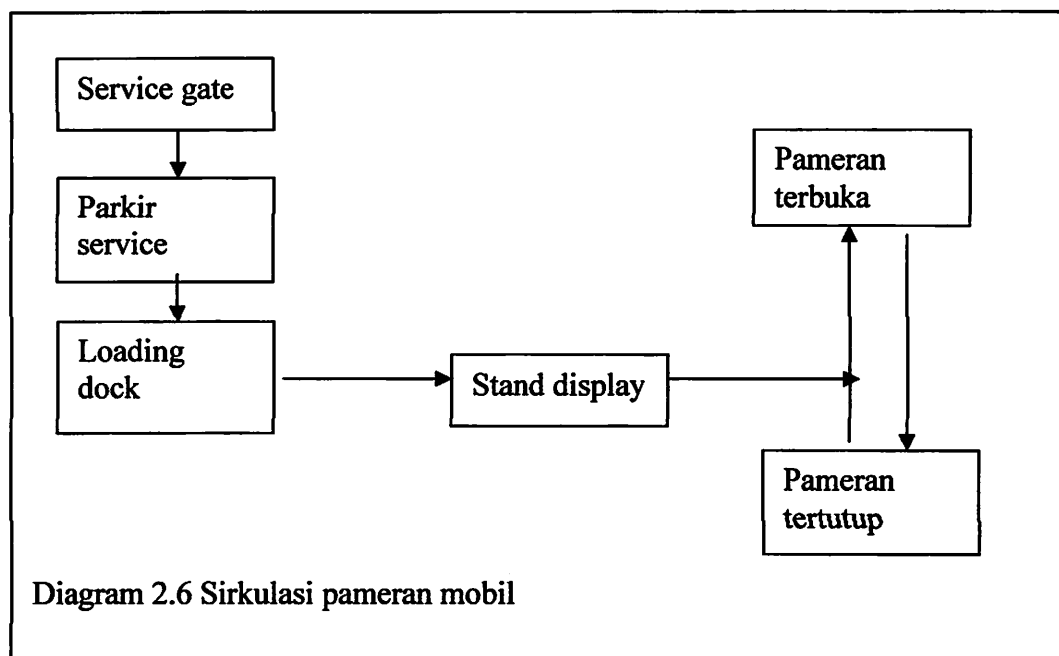 Service gate
Parkir
service
Loading
dock
Stand display
Pameran
terbuka
Pameran
tertutup
Diagram 2.6 Sirkulasi pameran mobil